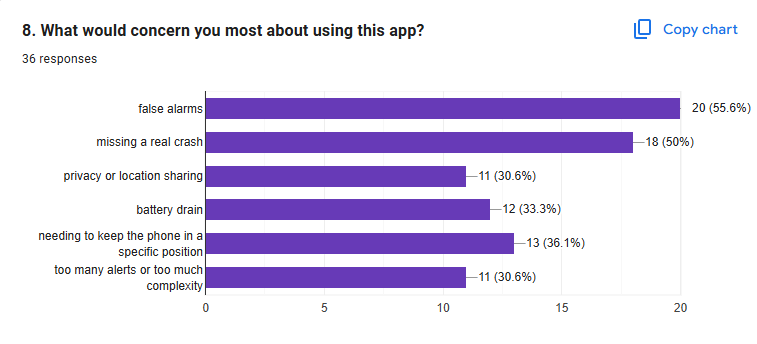 8. What would concern you most about using this app?
Copy chart
36 responses
false alarms
20 (55.6%)
missing a real crash
18 (50%)
privacy or location sharing
11 (30.6%)
battery drain
12 (33.3%)
needing to keep the phone in a
specific position
13 (36.1%)
too many alerts or too much
complexity
11 (30.6%)
0
5
10
15
20